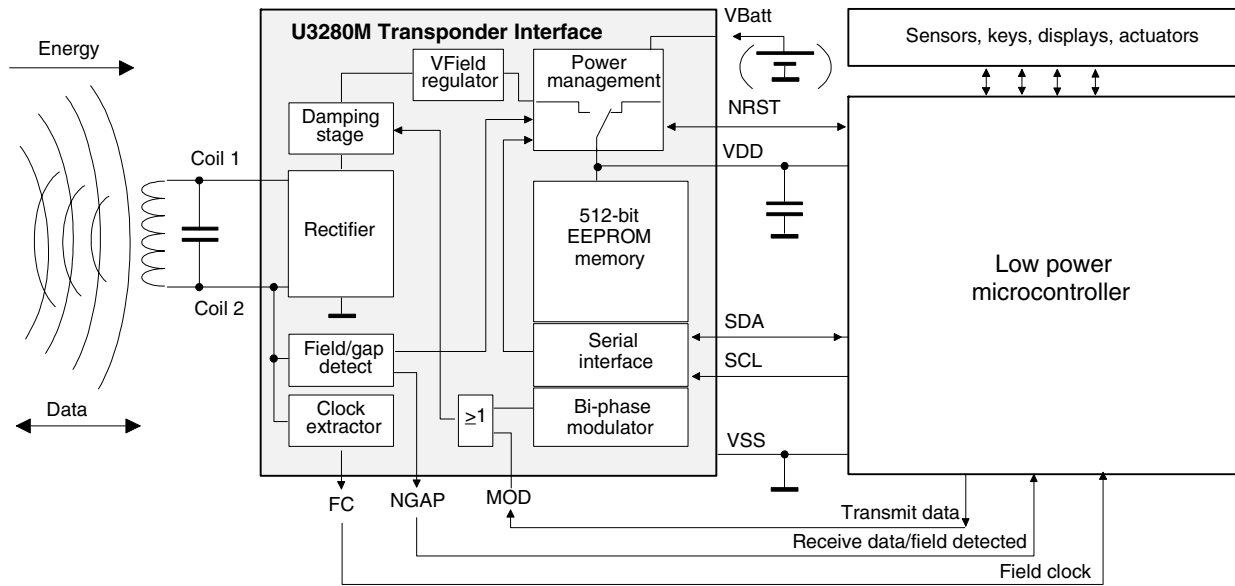 U3280M Transponder Interface
VBatt
Sensors, keys, displays, actuators
Energy
VField
regulator
Power
management
Damping
stage
NRST
Coil 1
VDD
Rectifier
512-bit
EEPROM
memory
Low power
microcontroller
Coil 2
SDA
Field/gap
detect
Serial
interface
SCL
Data
Clock
extractor
≥1
Bi-phase
modulator
VSS
FC
NGAP
MOD
Transmit data
Receive data/field detected
Field clock